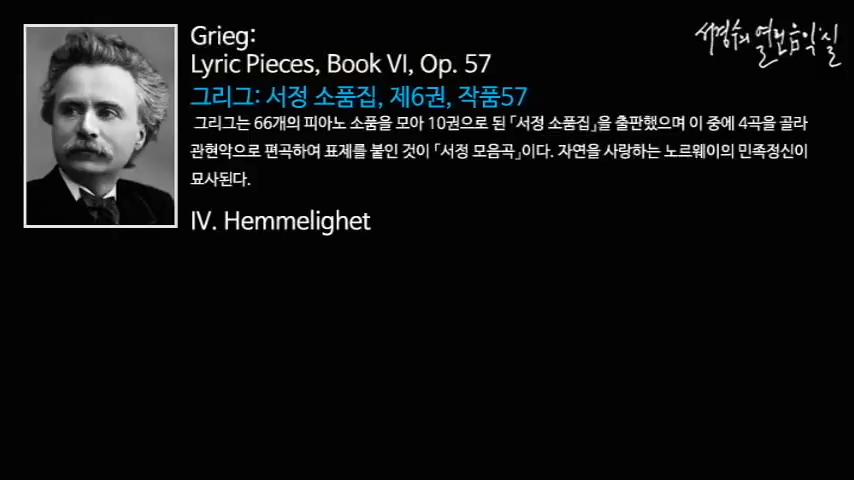 Grieg:
Lyric Pieces, Book VI, Op. 57
그리그: 서정 소품집, 제6권, 작품57
그리그는 66개의 피아노 소품을 모아 10권으로 된 「서정 소품집」을 출판했으며 이 중에 4곡을 골라
관현악으로 편곡하여 표제를 붙인 것이 「서정 모음곡」이다. 자연을 사랑하는 노르웨이의 민족정신이
묘사된다.
IV. Hemmelighet
서경수의 열린음악실